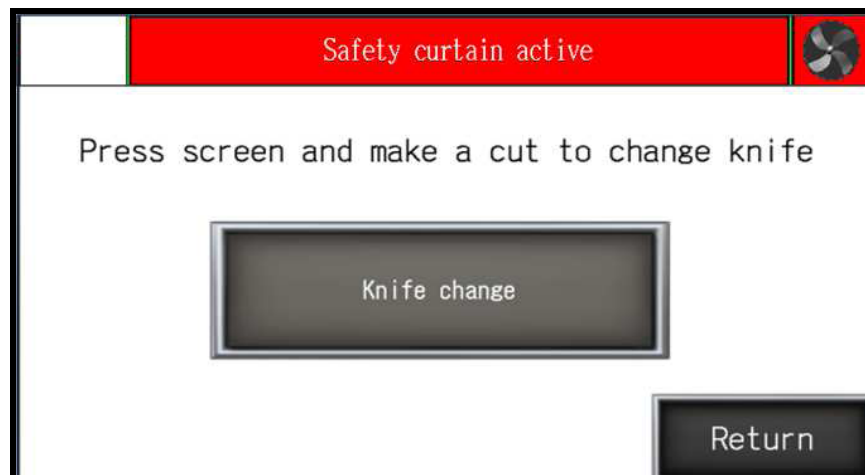 Safety curtain active
Press screen and make a cut to change knife
Knife change
Return